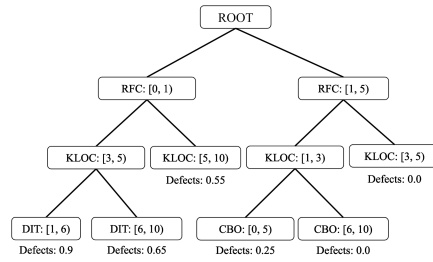 ROOT
RFC: [0, 1)
RFC: [1, 5)
KLOC: [3, 5)
KLOC: [5, 10)
KLOC: [1, 3)
KLOC: [3, 5)
Defects: 0.55
Defects: 0.0
DIT: [1, 6)
DIT: [6, 10)
CBO: [0, 5)
CBO: [6, 10)
Defects: 0.9
Defects: 0.65
Defects: 0.25
Defects: 0.0